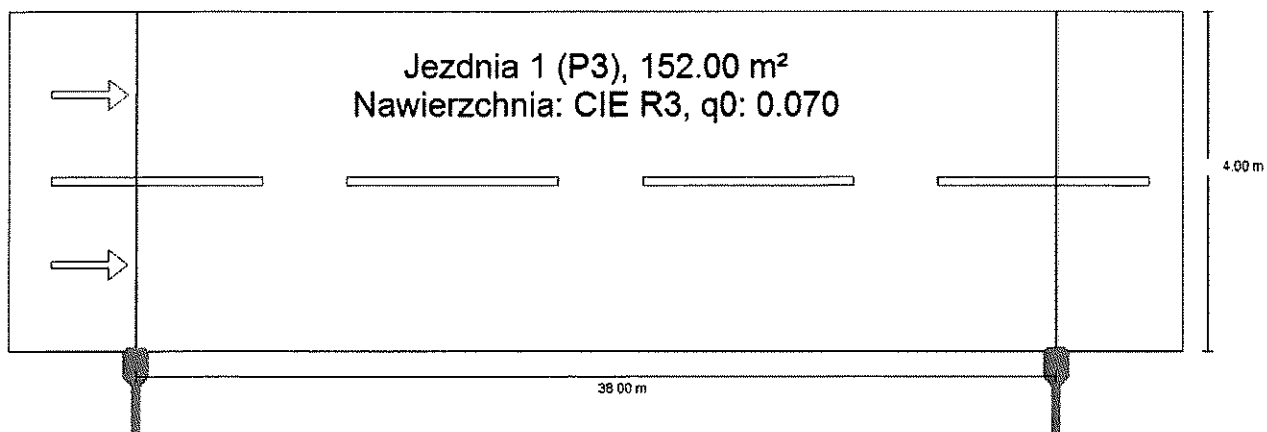 Jezdnia 1 (P3), 152.00 m²
Nawierzchnia: CIE R3, q0: 0.070
4.00 m
38.00 m